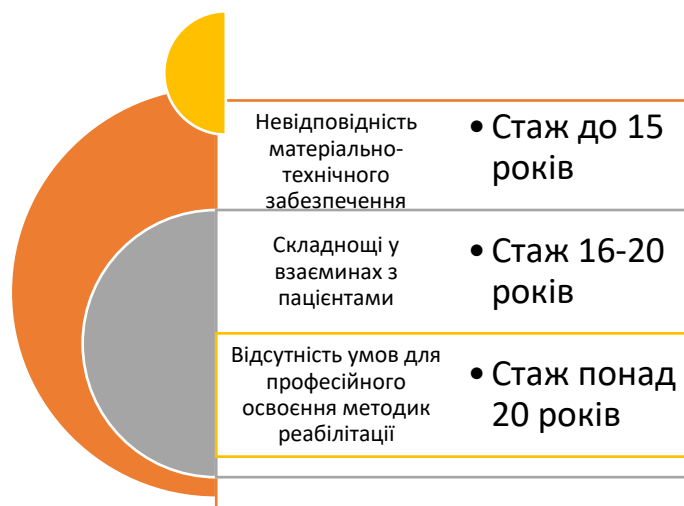 Невідповідність
матеріально-
технічного
забезпечення
• Стаж до 15
років
Складнощі у
взаєминах з
пацієнтами
• Стаж 16-20
років
Відсутність умов для
професійного
освоєння методик
реабілітації
• Стаж понад
20 років